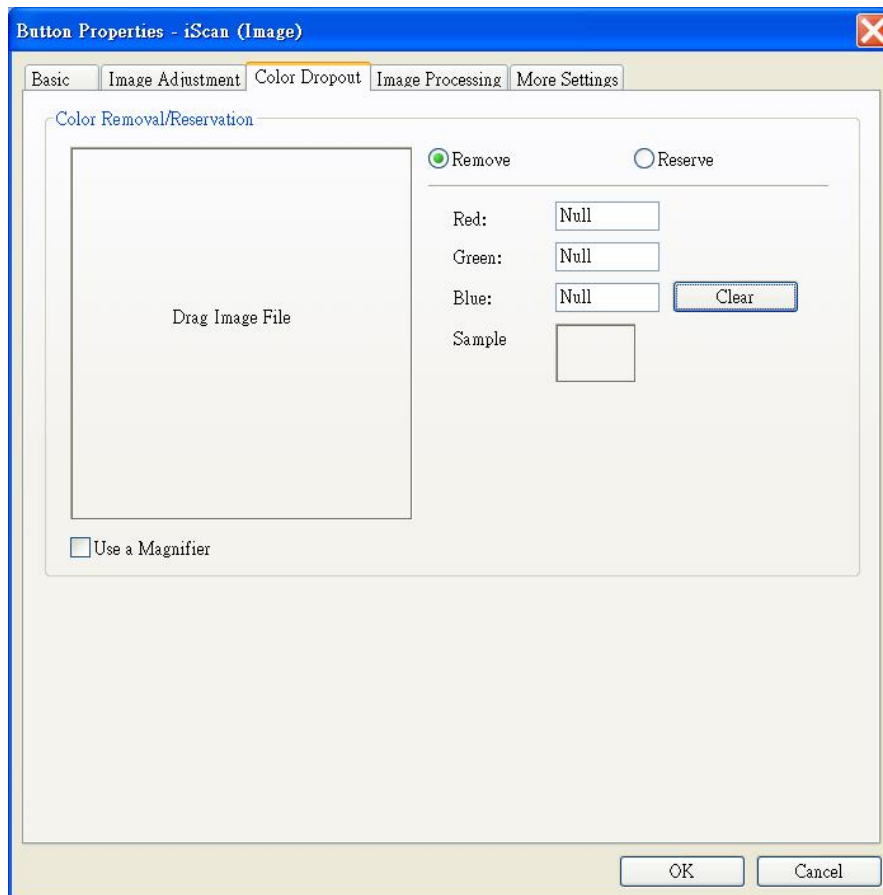 Button Properties - iScan (Image)
Basic Image Adjustment Color Dropout Image Processing More Settings
Color Removal/Reservation
Drag Image File
Use a Magnifier
Remove Reserve
Red: Null
Green: Null
Blue: Null Clear
Sample
OK Cancel